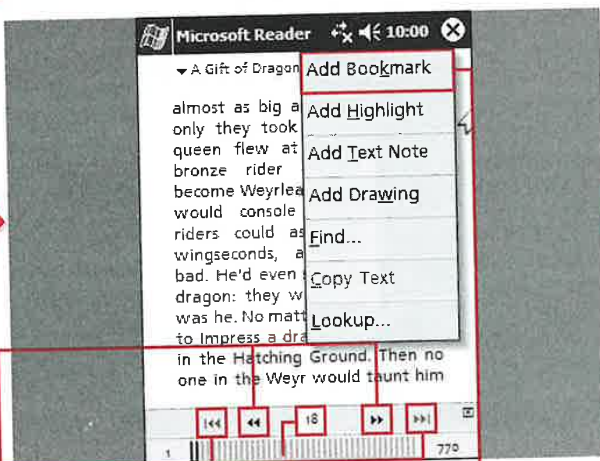 Microsoft Reader 10:00
A Gift of Dragon
Add Bookmark
Add Highlight
Add Text Note
Add Drawing
Find...
Copy Text
Lookup...
almost as big a
only they took
queen flew at
bronze rider
become Weyrlea
would console
riders could as
wingseconds, a
bad. He'd even
dragon: they w
was he. No matt
to Impress a dra
in the Hatching Ground. Then no
one in the Weyr would taunt him
18
1 770